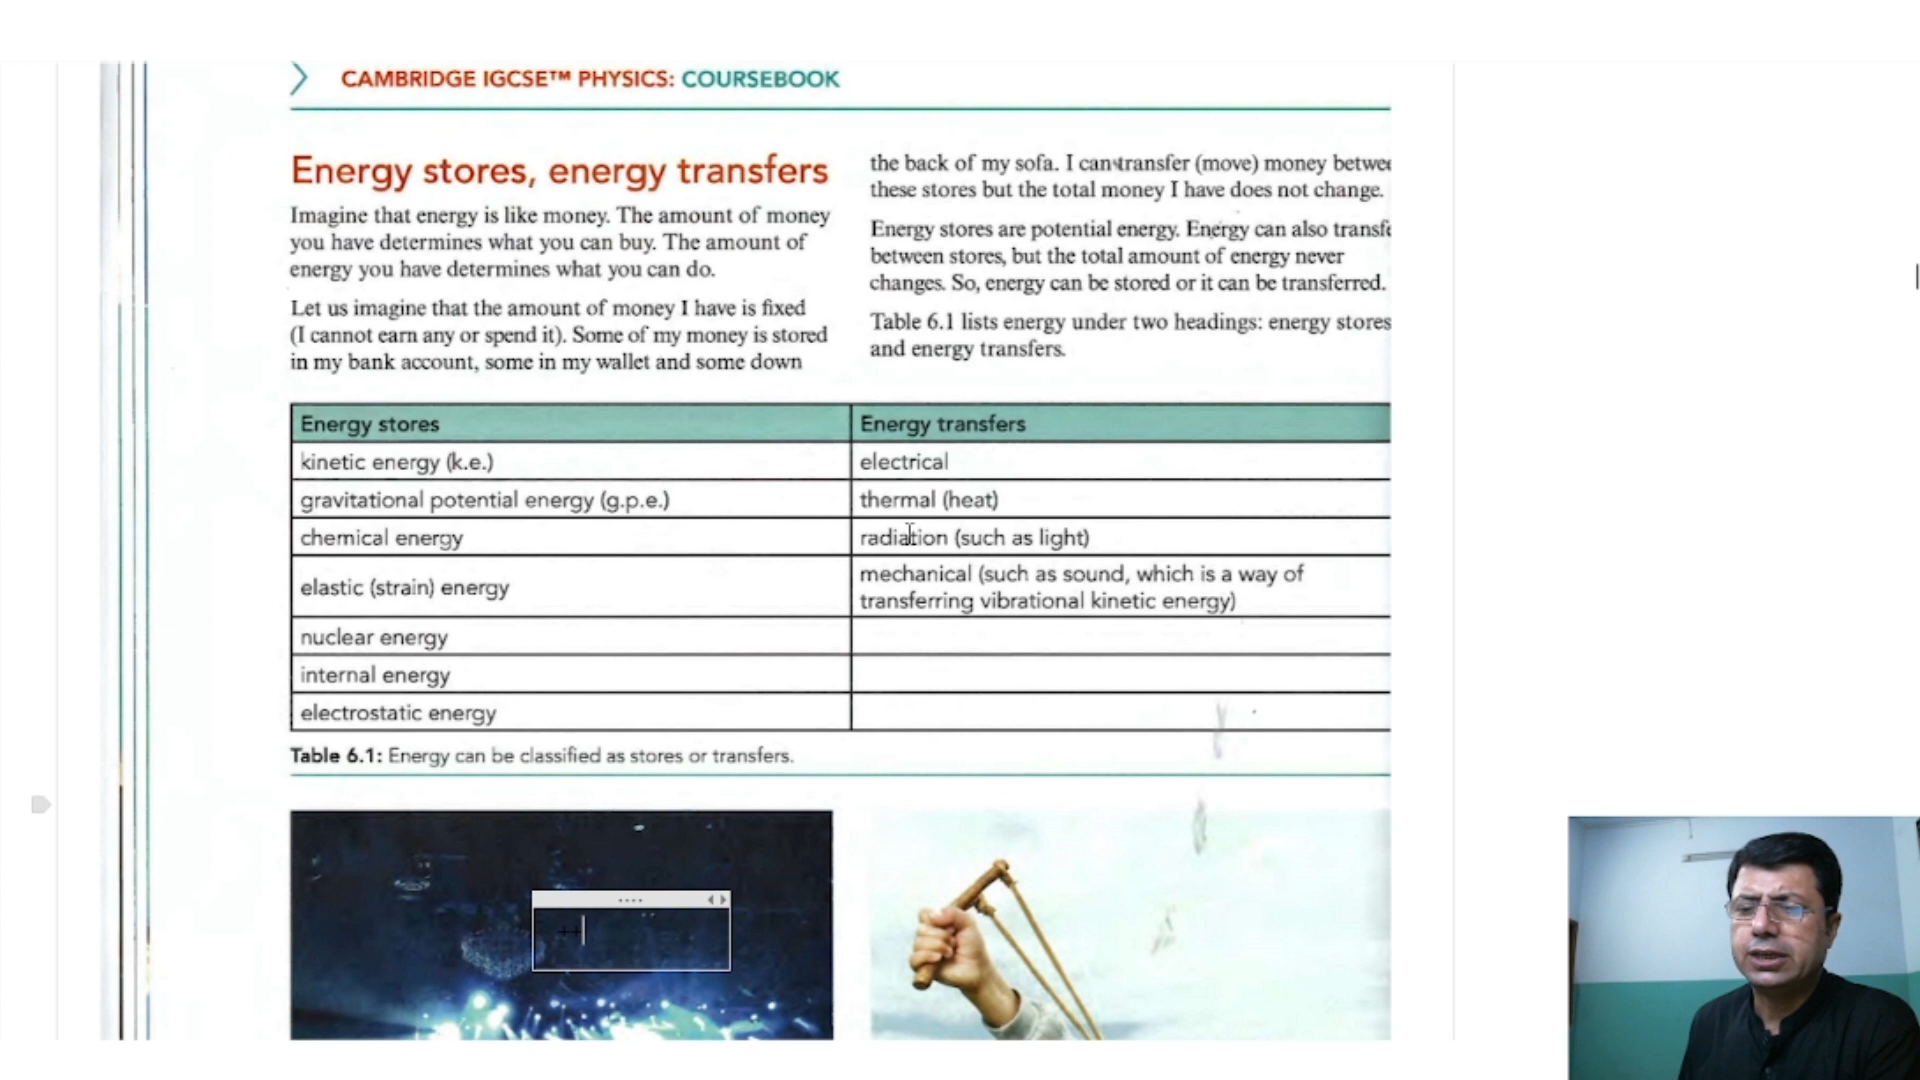 CAMBRIDGE IGCSE™ PHYSICS: COURSEBOOK
Energy stores, energy transfers
Imagine that energy is like money. The amount of money
you have determines what you can buy. The amount of
energy you have determines what you can do.
Let us imagine that the amount of money I have is fixed
(I cannot earn any or spend it). Some of my money is stored
in my bank account, some in my wallet and some down
the back of my sofa. I can transfer (move) money betwee
these stores but the total money I have does not change.
Energy stores are potential energy. Energy can also transfe
between stores, but the total amount of energy never
changes. So, energy can be stored or it can be transferred.
Table 6.1 lists energy under two headings: energy stores
and energy transfers.
Energy stores
Energy transfers
kinetic energy (k.e.)
electrical
gravitational potential energy (g.p.e.)
thermal (heat)
chemical energy
radiation (such as light)
elastic (strain) energy
mechanical (such as sound, which is a way of
transferring vibrational kinetic energy)
nuclear energy
internal energy
electrostatic energy
Table 6.1: Energy can be classified as stores or transfers.
++